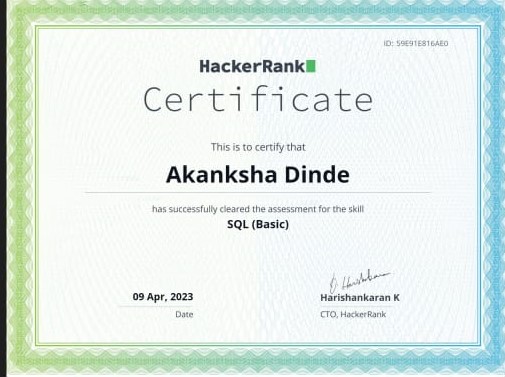 ID: 59E91E816AE0
HackerRank
Certificate
This is to certify that
Akanksha Dinde
has successfully cleared the assessment for the skill
SQL (Basic)
09 Apr, 2023
Date
Harishankaran K
CTO, HackerRank